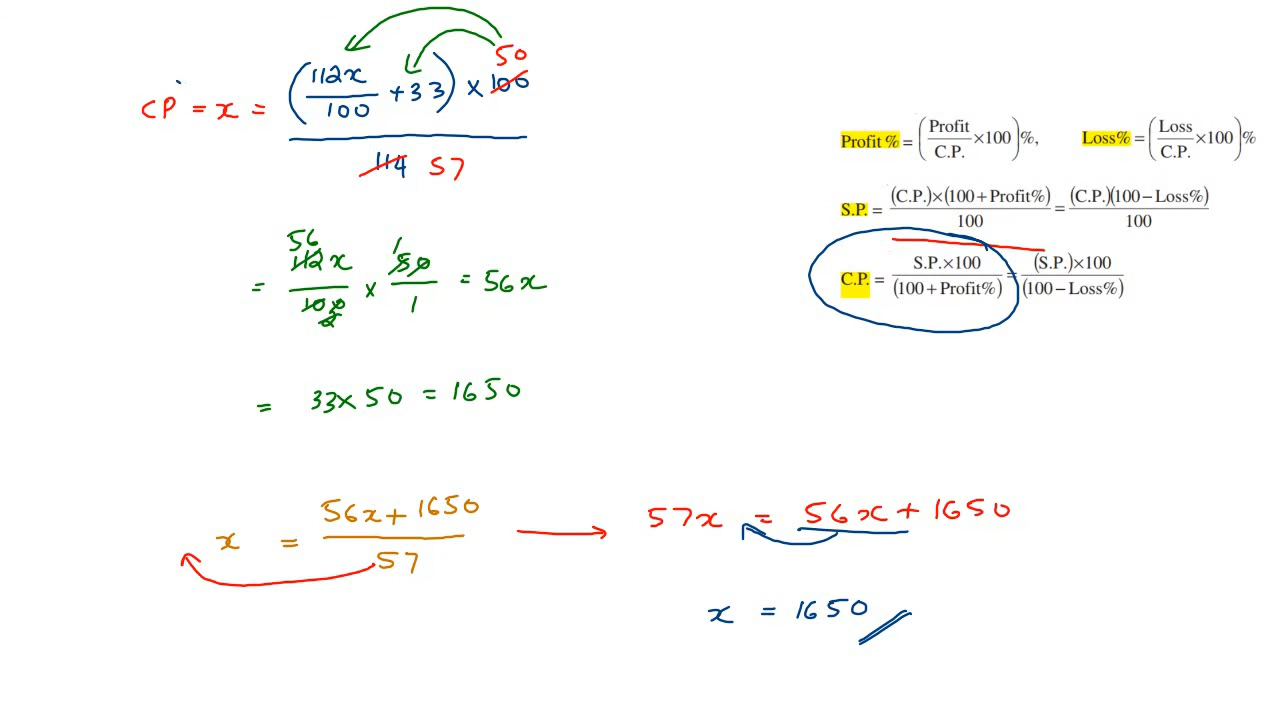 CP = x = (112x/100 + 33) × 100 50
114 57
= 112x/100 × 50/1 = 56x
56 2 1
= 33 × 50 = 1650
x = 56x + 1650 / 57 → 57x = 56x + 1650
x = 1650
Profit % = (Profit/C.P. ×100)%, Loss% = (Loss/C.P. ×100)%
S.P. = (C.P.)×(100+Profit%)/100 = (C.P.)(100−Loss%)/100
C.P. = S.P.×100/(100+Profit%) = (S.P.)×100/(100−Loss%)